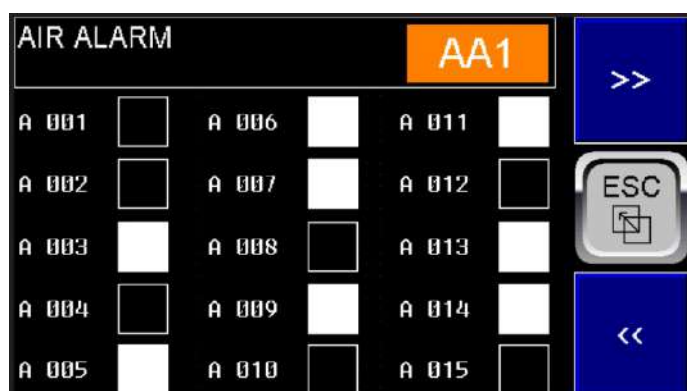 AIR ALARM
AA1
>>
A 001 A 006 A 011
A 002 A 007 A 012
ESC
A 003 A 008 A 013
A 004 A 009 A 014
<<
A 005 A 010 A 015